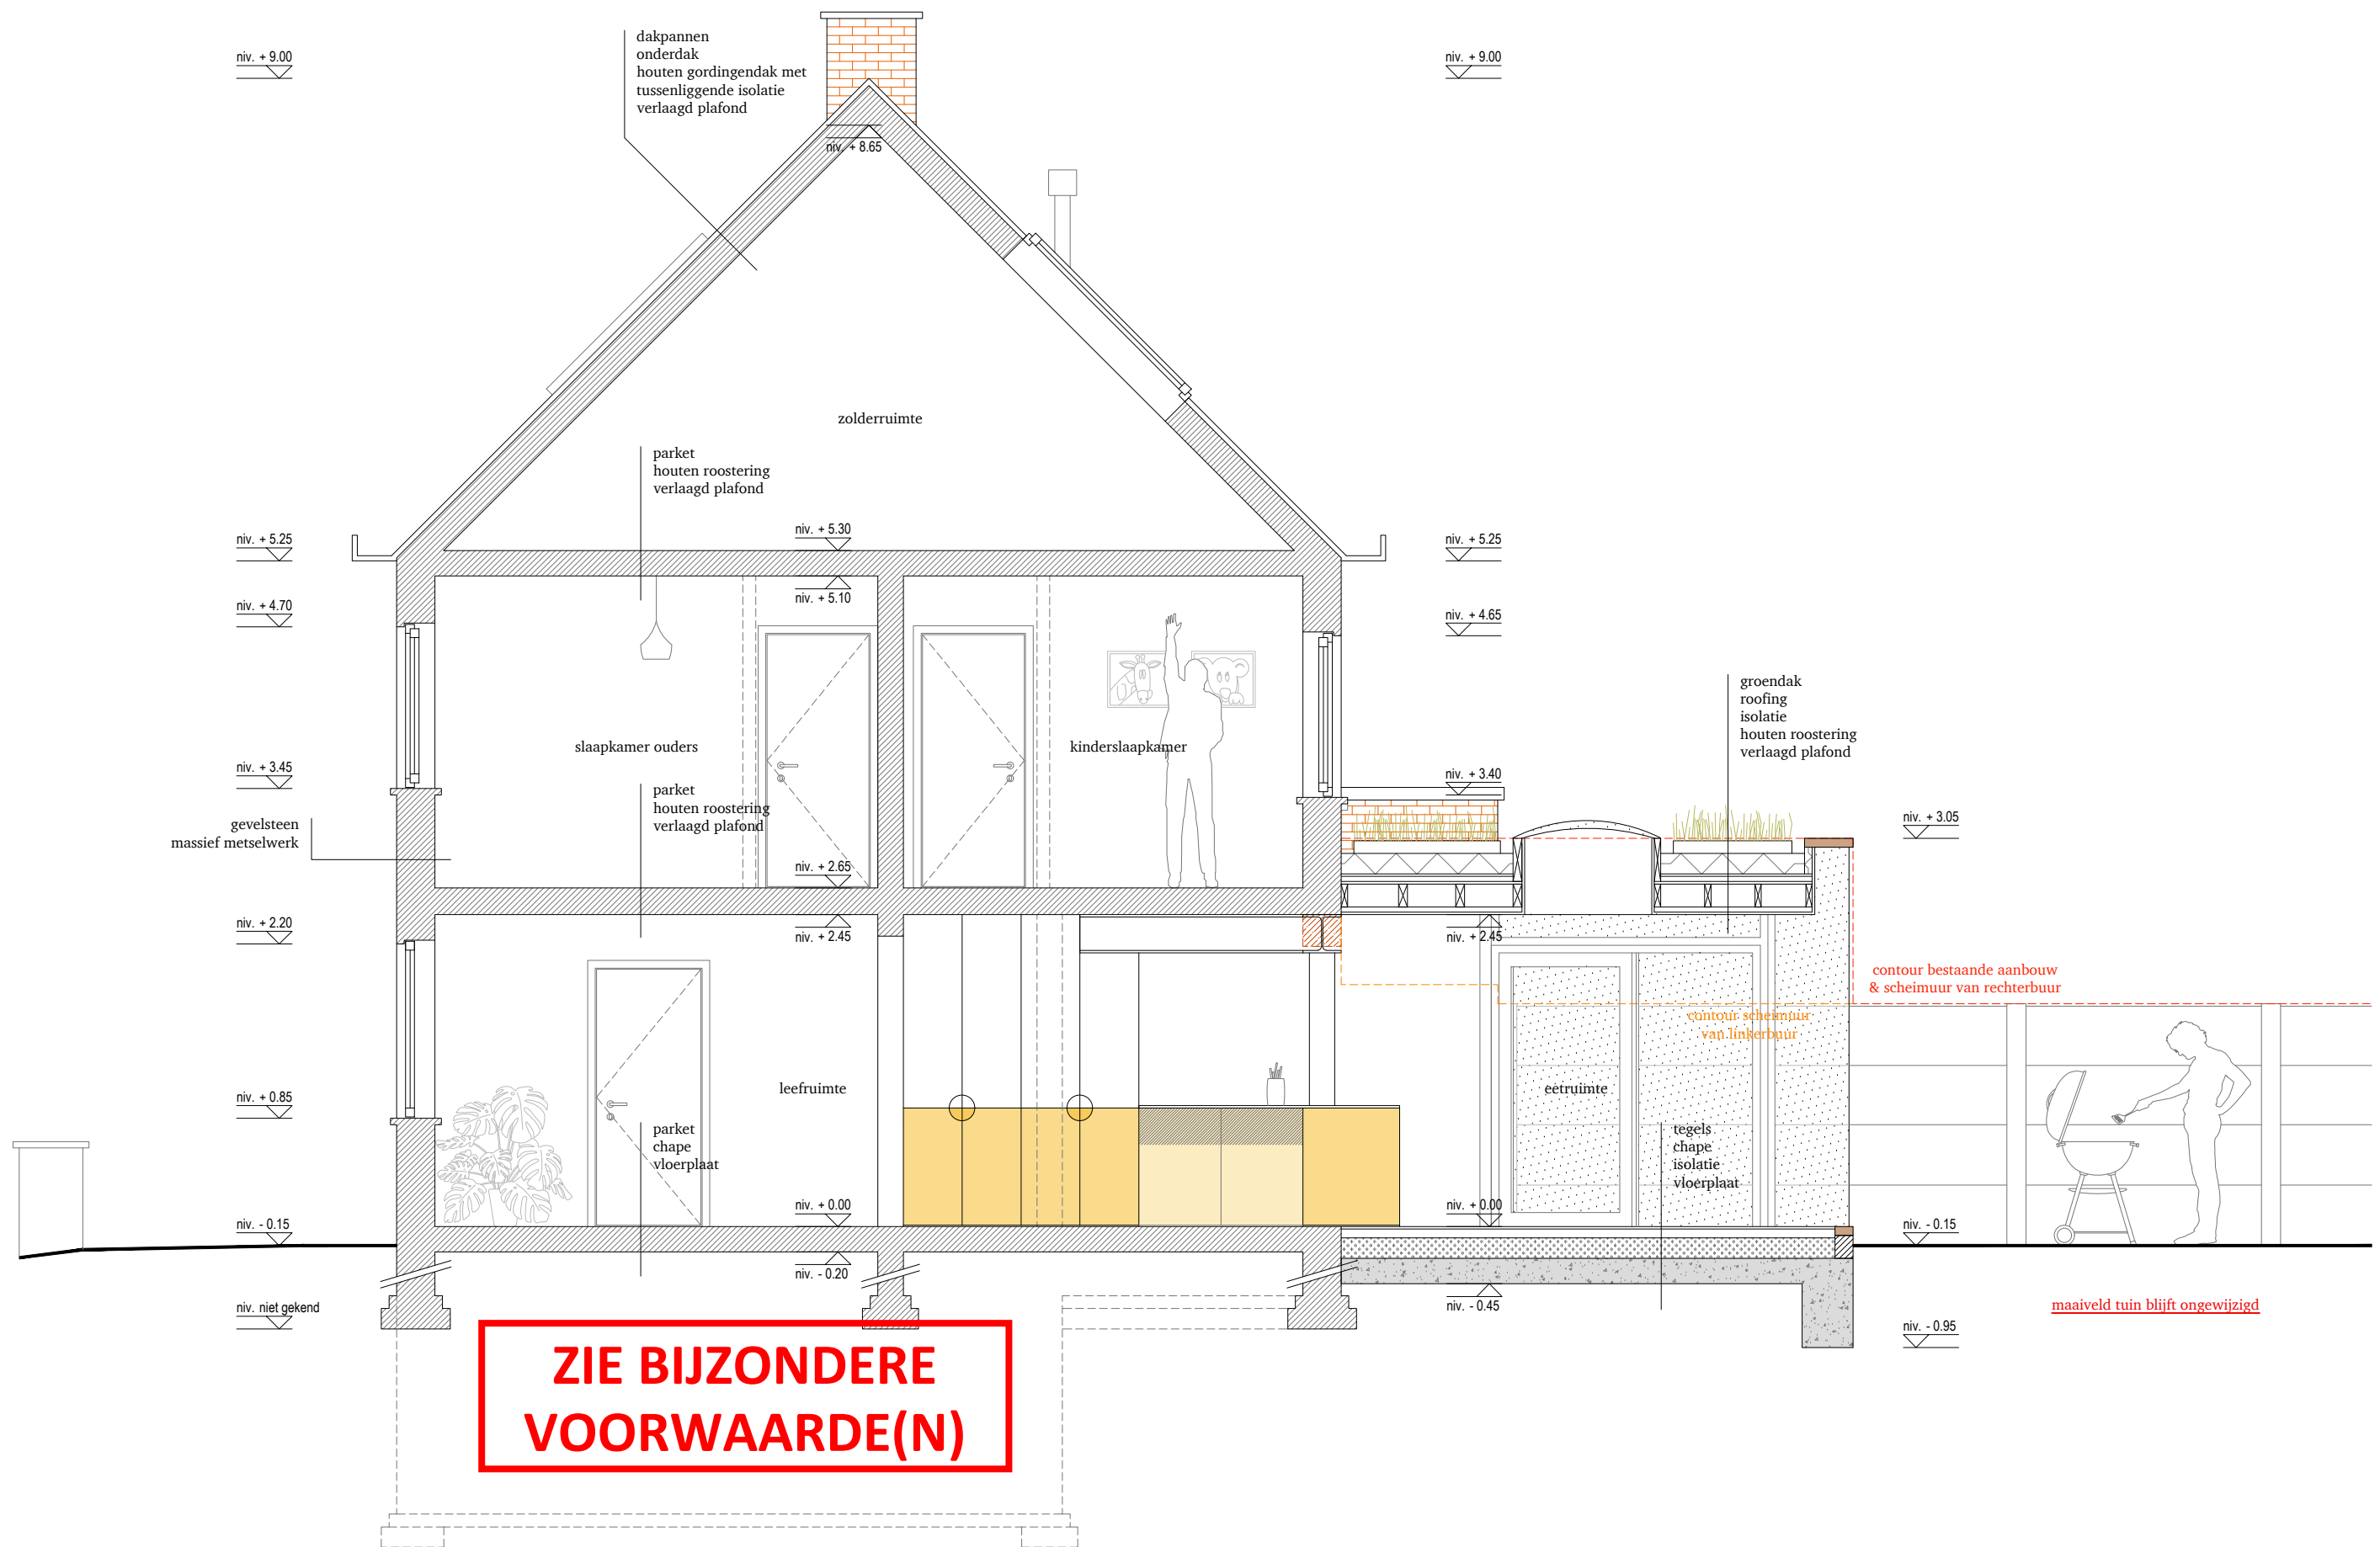 dakpannen
onderdak
houten gordingendak met
tussenliggende isolatie
verlaagd plafond
niv. + 9.00
niv. + 9.00
niv. + 8.65
zolderruimte
parket
houten roostering
verlaagd plafond
niv. + 5.30
niv. + 5.25
niv. + 5.25
niv. + 5.10
niv. + 4.70
niv. + 4.65
groendak
roofing
isolatie
houten roostering
verlaagd plafond
slaapkamer ouders
kinderslaapkamer
niv. + 3.45
niv. + 3.40
parket
houten roostering
verlaagd plafond
gevelsteen
massief metselwerk
niv. + 3.05
niv. + 2.65
niv. + 2.20
niv. + 2.45
niv. + 2.45
contour bestaande aanbouw
& scheimuur van rechterbuur
contour scheimuur
van linkerbuur
leefruimte
eetruimte
niv. + 0.85
parket
chape
vloerplaat
tegels
chape
isolatie
vloerplaat
niv. + 0.00
niv. + 0.00
niv. - 0.15
niv. - 0.15
niv. - 0.20
niv. niet gekend
niv. - 0.45
maaiveld tuin blijft ongewijzigd
niv. - 0.95
ZIE BIJZONDERE
VOORWAARDE(N)